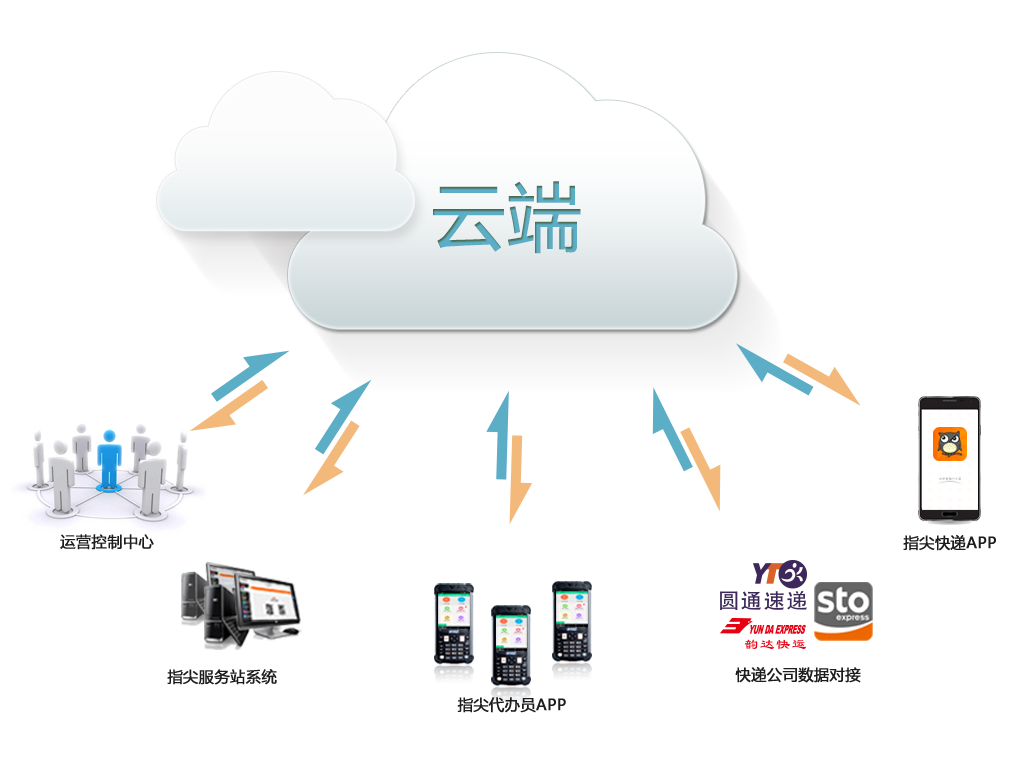 云端
运营控制中心
指尖服务站系统
指尖代办员APP
YTO
圆通速递
YUN DA EXPRESS
韵达快运
sto
express
快递公司数据对接
指尖快递APP